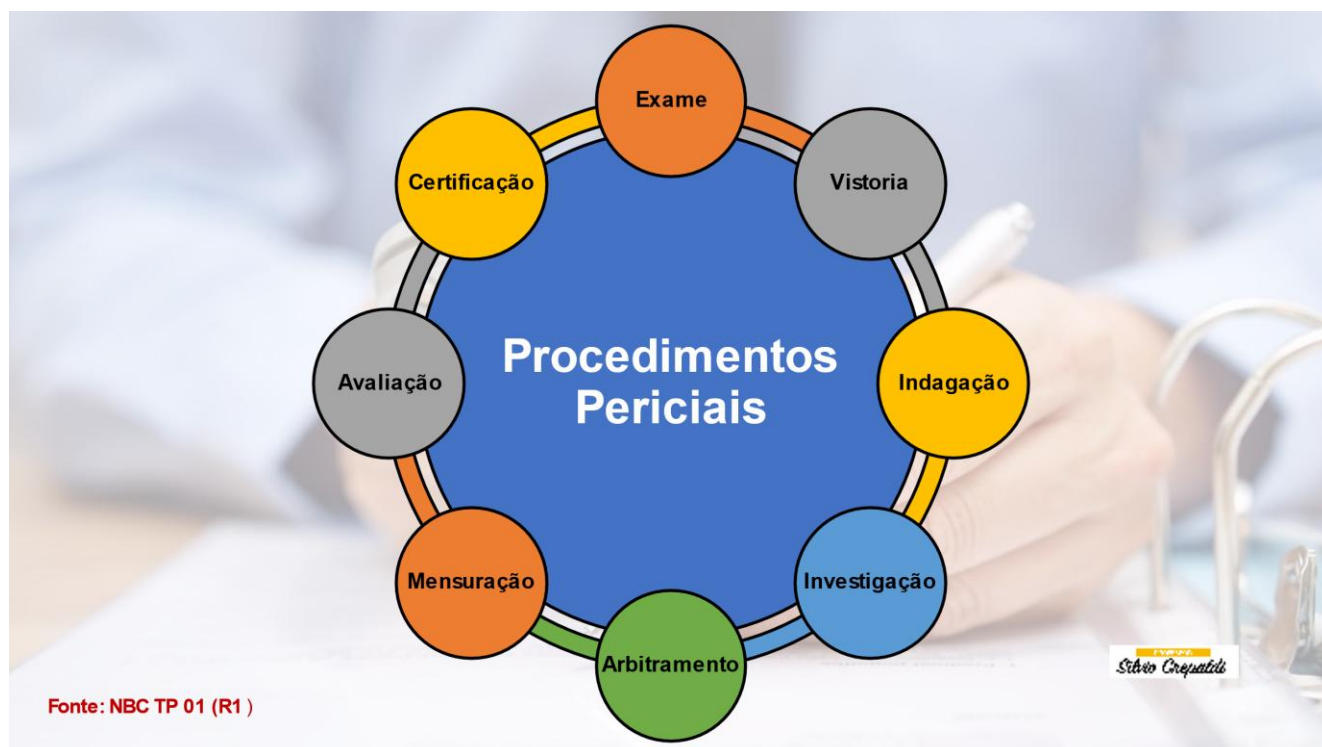 Exame
Vistoria
Indagação
Investigação
Arbitramento
Mensuração
Avaliação
Certificação
Procedimentos
Periciais
Silvio Crepaldi
Fonte: NBC TP 01 (R1 )